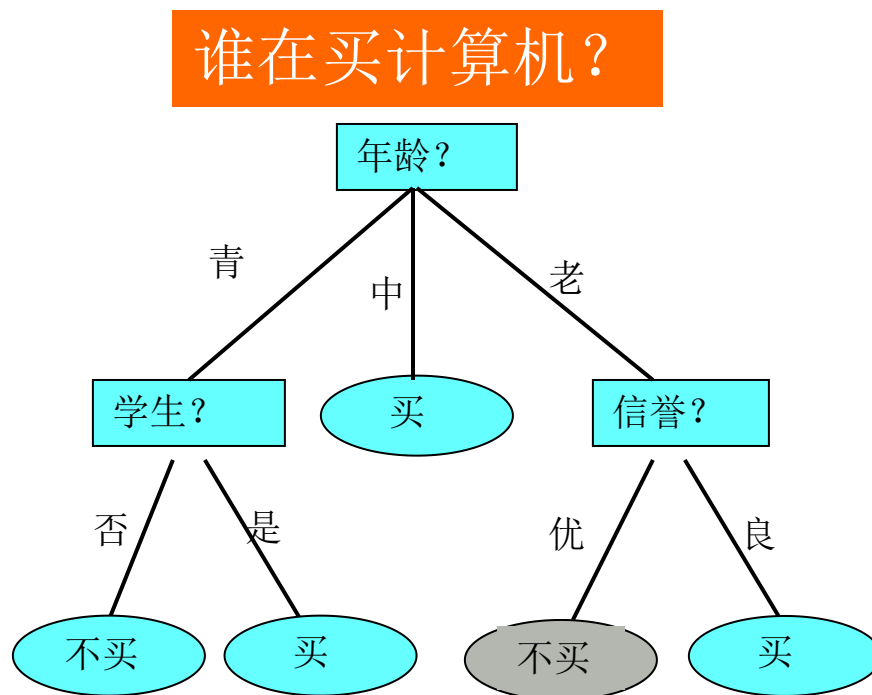 谁在买计算机？
年龄？
青
中
老
学生？
买
信誉？
否
是
优
良
不买
买
不买
买